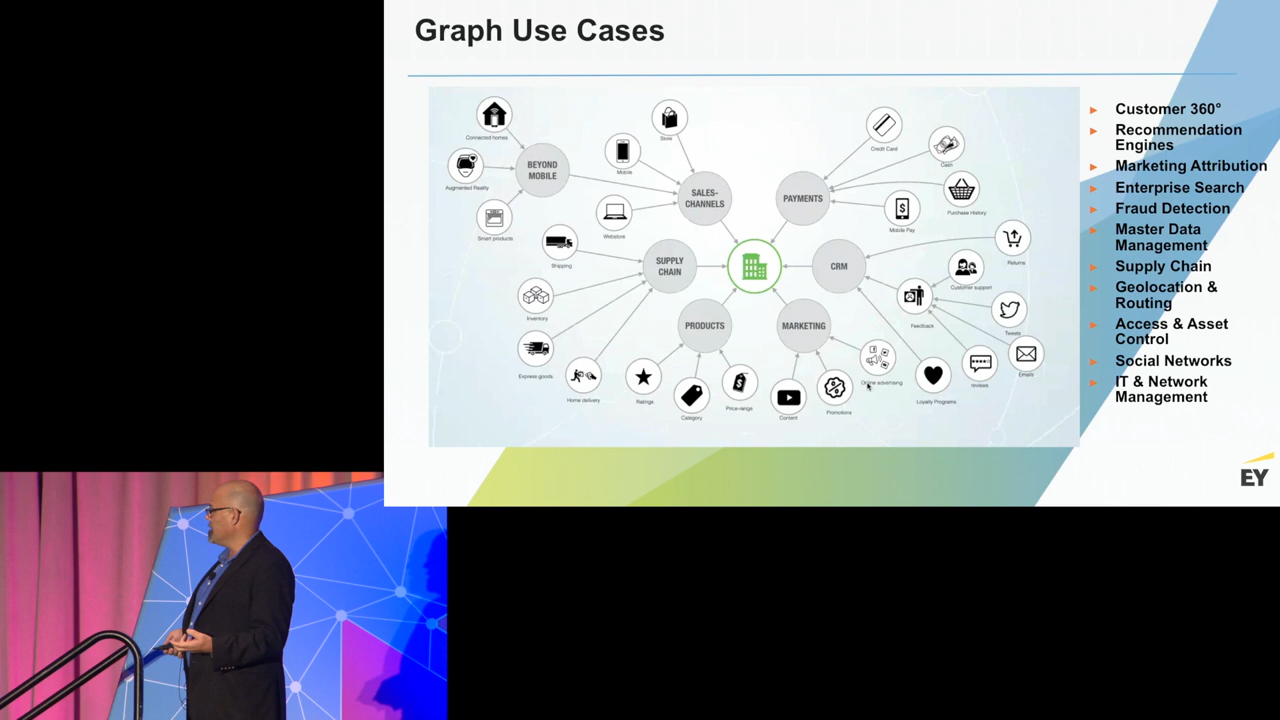 Graph Use Cases
Connected homes
Augmented Reality
Smart products
BEYOND
MOBILE
Mobile
Store
Webstore
SALES-
CHANNELS
Credit Card
Cash
Purchase History
Mobile Pay
PAYMENTS
Shipping
Inventory
Express goods
Home delivery
SUPPLY
CHAIN
CRM
Returns
Customer support
Feedback
Tweets
Emails
reviews
Loyalty Programs
PRODUCTS
Ratings
Category
Price-range
MARKETING
Content
Promotions
Online advertising
► Customer 360°
► Recommendation
Engines
► Marketing Attribution
► Enterprise Search
► Fraud Detection
► Master Data
Management
► Supply Chain
► Geolocation &
Routing
► Access & Asset
Control
► Social Networks
► IT & Network
Management
EY